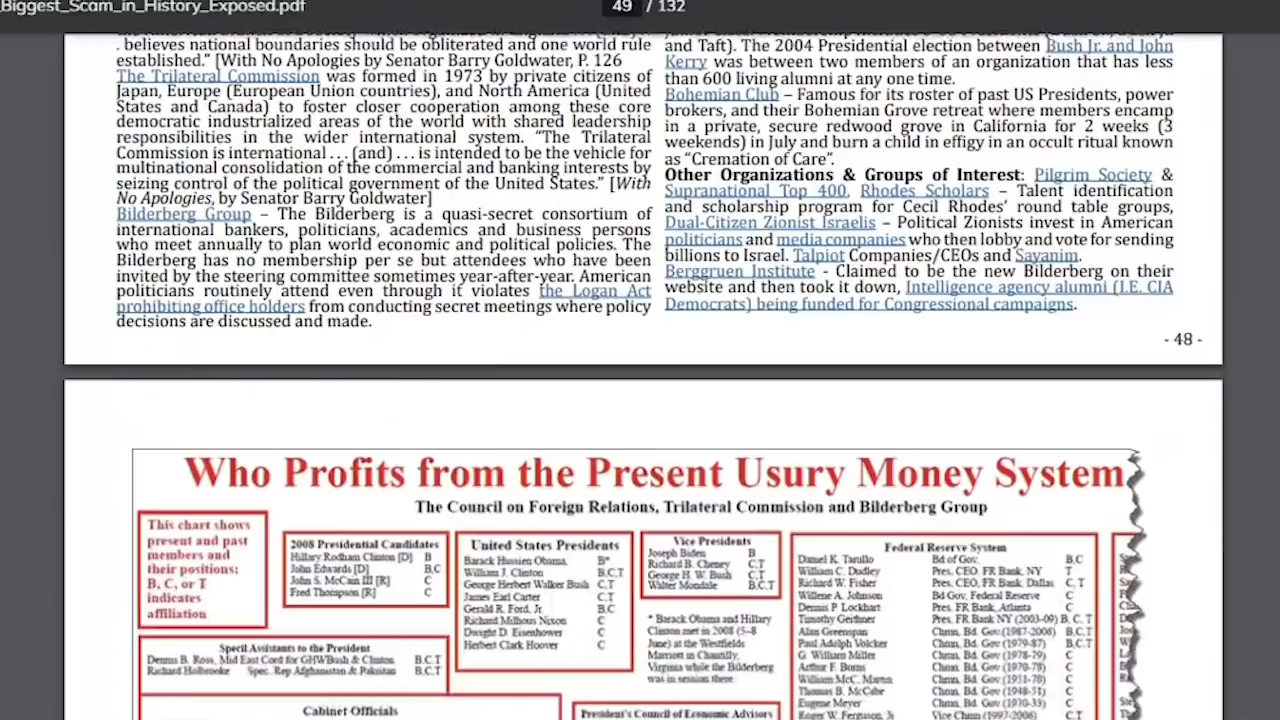 _Biggest_Scam_in_History_Exposed.pdf
49 / 132
. believes national boundaries should be obliterated and one world rule
established." [With No Apologies by Senator Barry Goldwater, P. 126
The Trilateral Commission was formed in 1973 by private citizens of
Japan, Europe (European Union countries), and North America (United
States and Canada) to foster closer cooperation among these core
democratic industrialized areas of the world with shared leadership
responsibilities in the wider international system. "The Trilateral
Commission is international . . . (and) . . . is intended to be the vehicle for
multinational consolidation of the commercial and banking interests by
seizing control of the political government of the United States." [With
No Apologies, by Senator Barry Goldwater]
Bilderberg Group – The Bilderberg is a quasi-secret consortium of
international bankers, politicians, academics and business persons
who meet annually to plan world economic and political policies. The
Bilderberg has no membership per se but attendees who have been
invited by the steering committee sometimes year-after-year. American
politicians routinely attend even through it violates the Logan Act
prohibiting office holders from conducting secret meetings where policy
decisions are discussed and made.
and Taft). The 2004 Presidential election between Bush Jr. and John
Kerry was between two members of an organization that has less
than 600 living alumni at any one time.
Bohemian Club – Famous for its roster of past US Presidents, power
brokers, and their Bohemian Grove retreat where members encamp
in a private, secure redwood grove in California for 2 weeks (3
weekends) in July and burn a child in effigy in an occult ritual known
as "Cremation of Care".
Other Organizations & Groups of Interest: Pilgrim Society &
Supranational Top 400, Rhodes Scholars – Talent identification
and scholarship program for Cecil Rhodes' round table groups,
Dual-Citizen Zionist Israelis – Political Zionists invest in American
politicians and media companies who then lobby and vote for sending
billions to Israel. Talpiot Companies/CEOs and Sayanim.
Berggruen Institute - Claimed to be the new Bilderberg on their
website and then took it down, Intelligence agency alumni (I.E. CIA
Democrats) being funded for Congressional campaigns.
- 48 -
Who Profits from the Present Usury Money System
The Council on Foreign Relations, Trilateral Commission and Bilderberg Group
This chart shows
present and past
members and
their positions:
B, C, or T
indicates
affiliation
2008 Presidential Candidates
Hillary Rodham Clinton [D] B
John Edwards [D] B,C
John S. McCain III [R] C
Fred Thompson [R] C
United States Presidents
Barack Hussien Obama, B*
William J. Clinton B,C,T
George Herbert Walker Bush C,T
James Earl Carter C,T
Gerald R. Ford, Jr. B,C
Richard Milhous Nixon C
Dwight D. Eisenhower C
Herbert Clark Hoover C
Vice Presidents
Joseph Biden B
Richard B. Cheney C,T
George H. W. Bush C,T
Walter Mondale B,C,T
* Barack Obama and Hillary
Clinton met in 2008 (5–8
June) at the Westfields
Marriott in Chantilly,
Virginia while the Bilderberg
was in session there
Federal Reserve System
Daniel K. Tarullo Bd of Gov. B,C
William C. Dudley Pres. CEO, FR Bank, NY T
Richard W. Fisher Pres. CEO, FR Bank, Dallas C, T
Willene A. Johnson Bd Gov. Federal Reserve C
Dennis P. Lockhart Pres. FR Bank, Atlanta C
Timothy Geithner Pres. FR Bank NY (2003-09) B, C, T
Alan Greenspan Chmn, Bd. Gov (1987-2006) B,C,T
Paul Adolph Volcker Chmn, Bd. Gov (1979-87) B,C,T
G. William Miller Chmn, Bd. Gov (1978-79) C
Arthur F. Burns Chmn, Bd. Gov (1970-78) C
William McC. Martin Chmn, Bd. Gov (1951-70) C
Thomas B. McCabe Chmn, Bd. Gov (1948-51) C
Eugene Meyer Chmn, Bd. Gov (1930-33) C
Roger W. Ferguson, Jr Vice Chmn (1997-2006) C,T
Specil Assistants to the President
Dennis B. Ross, Mid East Cord for GHWBush & Clinton B,C,T
Richard Holbrooke Spec. Rep Afghanistan & Pakistan B,C,T
Cabinet Officials
President's Council of Economic Advisors